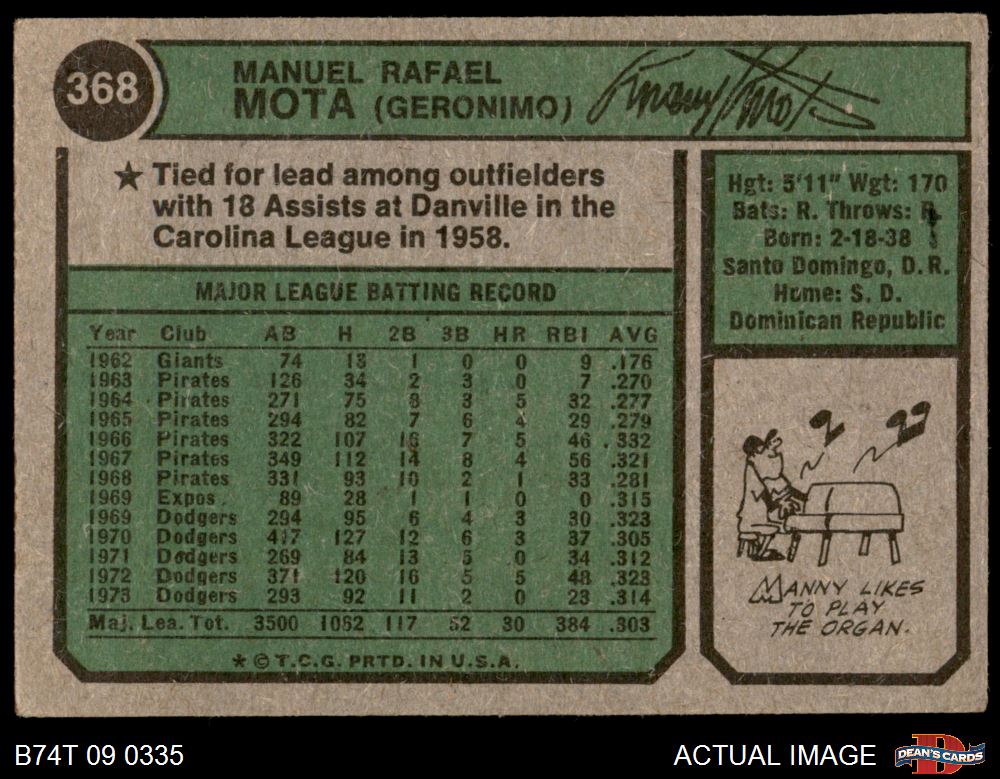 368
MANUEL RAFAEL
MOTA (GERONIMO)
Manny Mota
★ Tied for lead among outfielders
with 18 Assists at Danville in the
Carolina League in 1958.
MAJOR LEAGUE BATTING RECORD
Year Club AB H 2B 3B HR RBI AVG
1962 Giants 74 13 1 0 0 9 .176
1963 Pirates 126 34 2 3 0 7 .270
1964 Pirates 271 75 8 3 5 32 .277
1965 Pirates 294 82 7 6 4 29 .279
1966 Pirates 322 107 16 7 5 46 .332
1967 Pirates 349 112 14 8 4 56 .321
1968 Pirates 331 93 10 2 1 33 .281
1969 Expos 89 28 1 1 0 0 .315
1969 Dodgers 294 95 6 4 3 30 .323
1970 Dodgers 417 127 12 6 3 37 .305
1971 Dodgers 269 84 13 5 0 34 .312
1972 Dodgers 371 120 16 5 5 48 .323
1973 Dodgers 293 92 11 2 0 23 .314
Maj. Lea. Tot. 3500 1062 117 52 30 384 .303
★ © T.C.G. PRTD. IN U.S.A.
Hgt: 5'11" Wgt: 170
Bats: R. Throws: R.
Born: 2-18-38
Santo Domingo, D. R.
Home: S. D.
Dominican Republic
MANNY LIKES
TO PLAY
THE ORGAN.
B74T 09 0335
ACTUAL IMAGE
DEAN'S CARDS